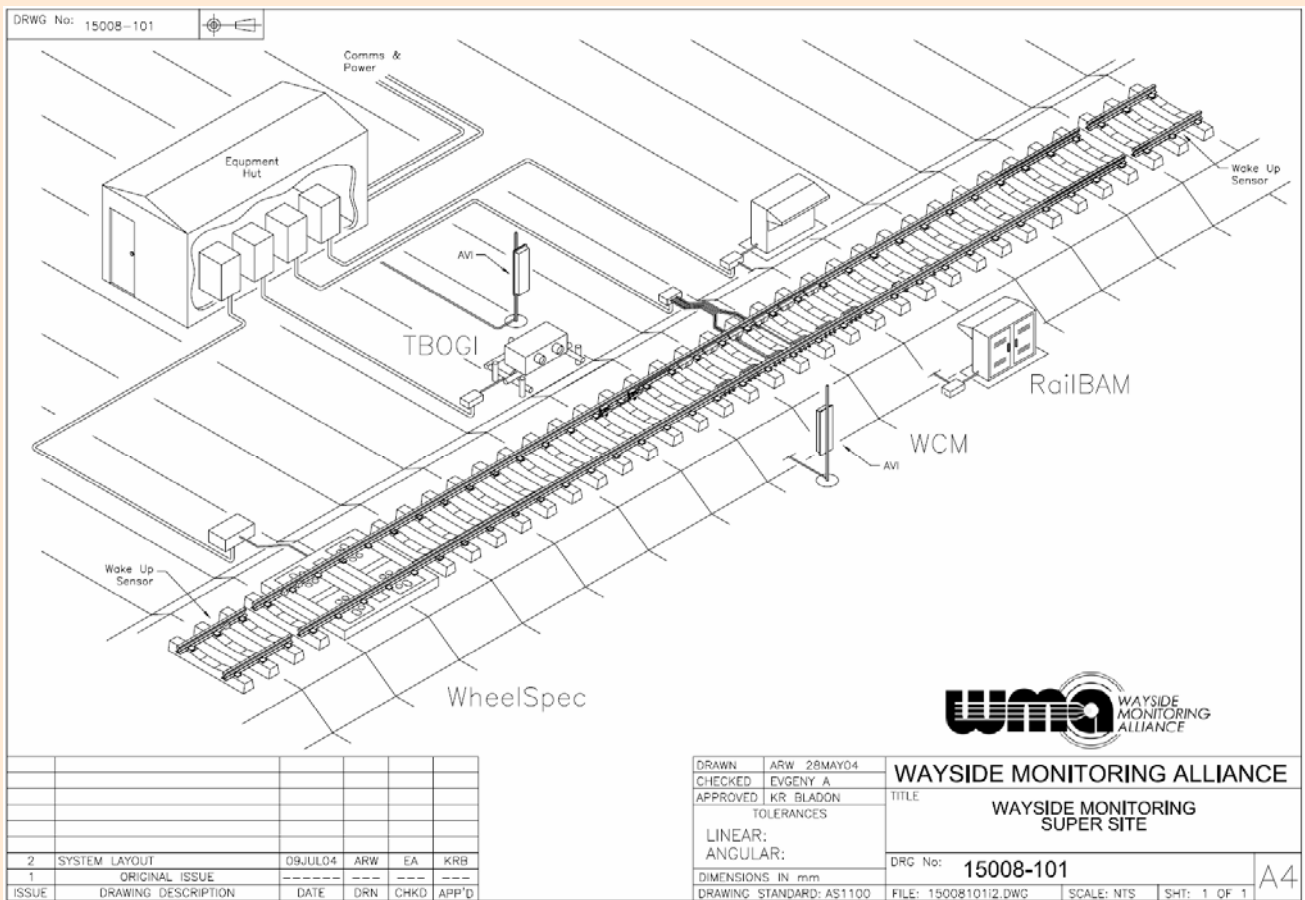 DRWG No: 15008-101
Comms &
Power
Equpment
Hut
AVI
TBOGI
Wake Up
Sensor
RailBAM
WCM
AVI
Wake Up
Sensor
WheelSpec
wma WAYSIDE
MONITORING
ALLIANCE
2 SYSTEM LAYOUT 09JUL04 ARW EA KRB
1 ORIGINAL ISSUE ------ --- --- ---
ISSUE DRAWING DESCRIPTION DATE DRN CHKD APP'D
DRAWN ARW 28MAY04
CHECKED EVGENY A
APPROVED KR BLADON
TOLERANCES
LINEAR:
ANGULAR:
DIMENSIONS IN mm
DRAWING STANDARD: AS1100
WAYSIDE MONITORING ALLIANCE
TITLE
WAYSIDE MONITORING
SUPER SITE
DRG No: 15008-101
A4
FILE: 15008101i2.DWG SCALE: NTS SHT: 1 OF 1